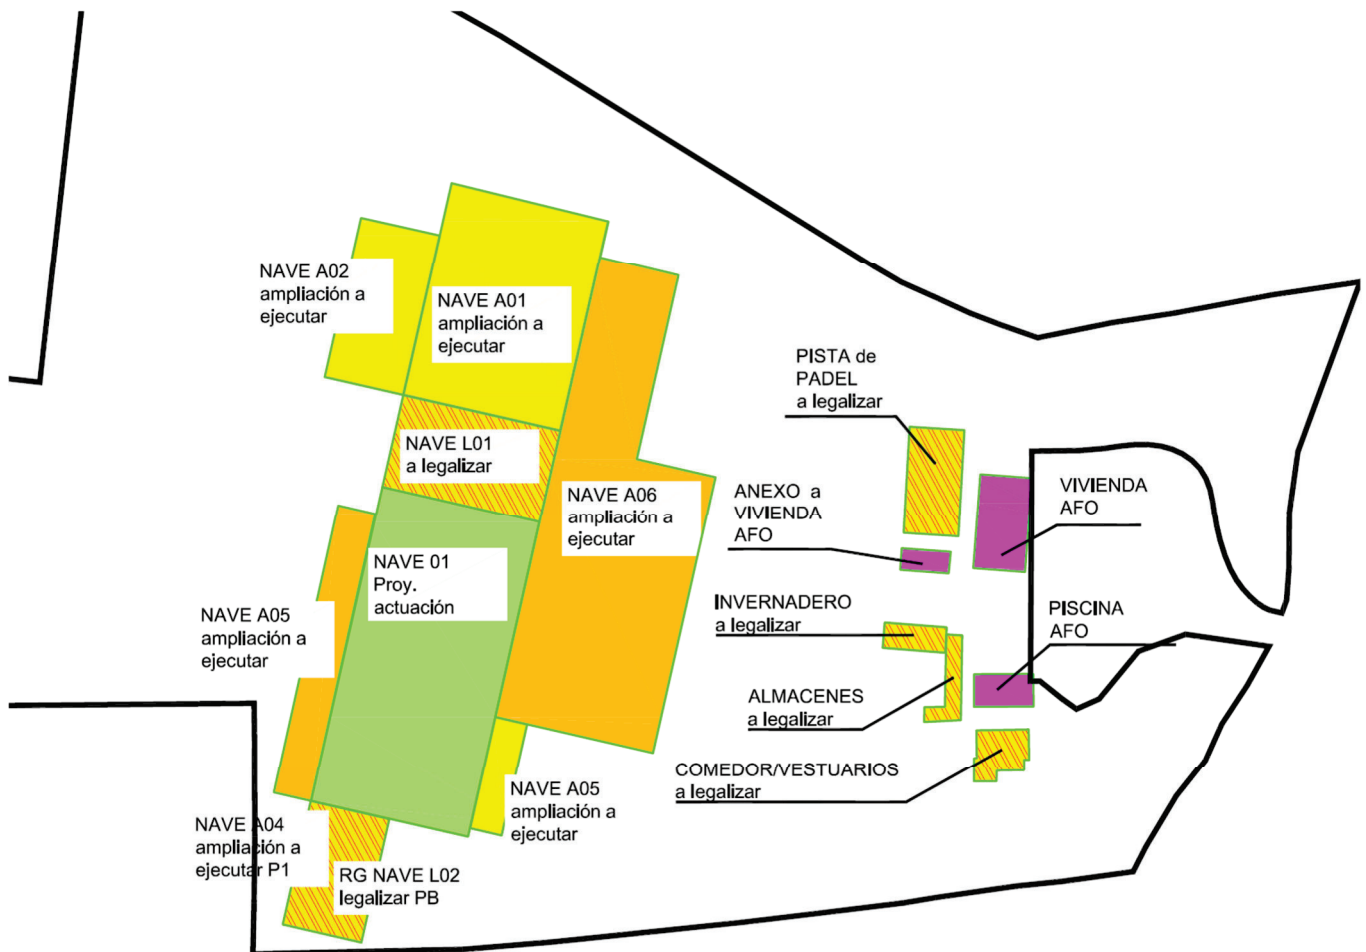 NAVE A02
ampliación a
ejecutar
NAVE A01
ampliación a
ejecutar
NAVE L01
a legalizar
NAVE A06
ampliación a
ejecutar
NAVE 01
Proy.
actuación
NAVE A05
ampliación a
ejecutar
NAVE A05
ampliación a
ejecutar
NAVE A04
ampliación a
ejecutar P1
RG NAVE L02
legalizar PB
PISTA de
PADEL
a legalizar
ANEXO a
VIVIENDA
AFO
VIVIENDA
AFO
INVERNADERO
a legalizar
PISCINA
AFO
ALMACENES
a legalizar
COMEDOR/VESTUARIOS
a legalizar